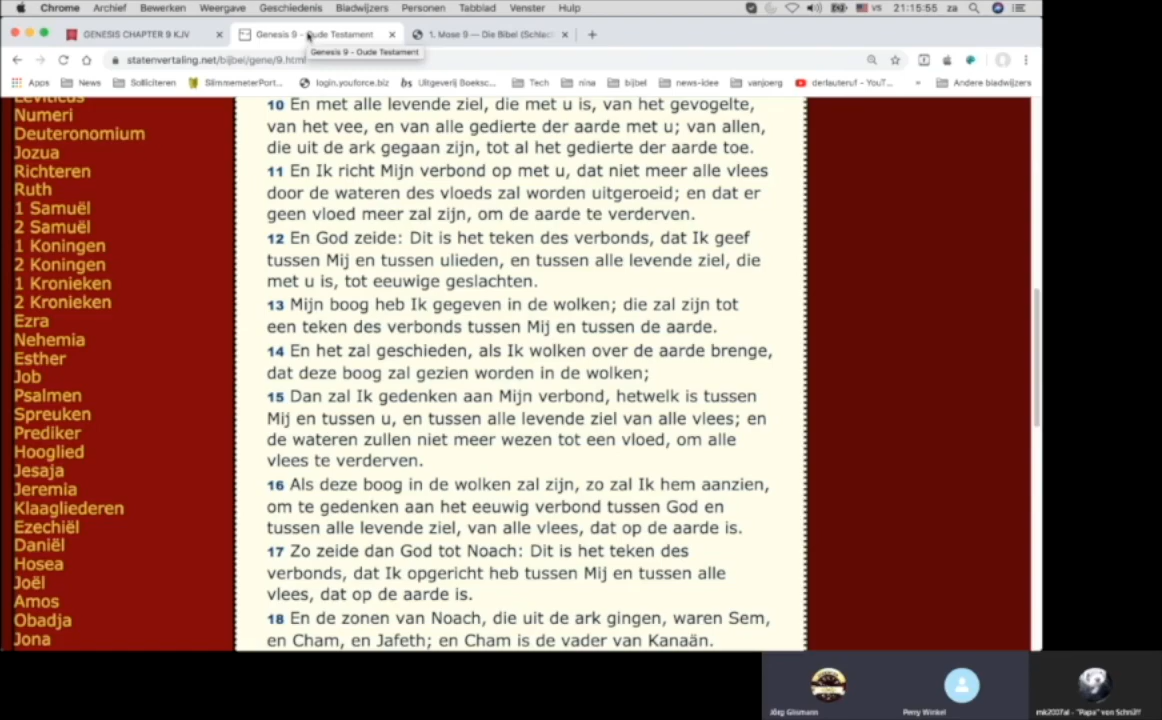 Chrome Archief Bewerken Weergave Geschiedenis Bladwijzers Personen Tabblad Venster Hulp VS 21:15:55 za
GENESIS CHAPTER 9 KJV
Genesis 9 - Oude Testament
1. Mose 9 — Die Bibel (Schlac
Genesis 9 - Oude Testament
statenvertaling.net/bijbel/gene/9.html
Apps News Solliciteren SlimmemeterPort... login.youforce.biz Uitgeverij Boeksc... Tech nina bijbel news-idee vanjoerg derlauteruf - YouT... » Andere bladwijzers
Leviticus
Numeri
Deuteronomium
Jozua
Richteren
Ruth
1 Samuël
2 Samuël
1 Koningen
2 Koningen
1 Kronieken
2 Kronieken
Ezra
Nehemia
Esther
Job
Psalmen
Spreuken
Prediker
Hooglied
Jesaja
Jeremia
Klaagliederen
Ezechiël
Daniël
Hosea
Joël
Amos
Obadja
Jona
10 En met alle levende ziel, die met u is, van het gevogelte,
van het vee, en van alle gedierte der aarde met u; van allen,
die uit de ark gegaan zijn, tot al het gedierte der aarde toe.
11 En Ik richt Mijn verbond op met u, dat niet meer alle vlees
door de wateren des vloeds zal worden uitgeroeid; en dat er
geen vloed meer zal zijn, om de aarde te verderven.
12 En God zeide: Dit is het teken des verbonds, dat Ik geef
tussen Mij en tussen ulieden, en tussen alle levende ziel, die
met u is, tot eeuwige geslachten.
13 Mijn boog heb Ik gegeven in de wolken; die zal zijn tot
een teken des verbonds tussen Mij en tussen de aarde.
14 En het zal geschieden, als Ik wolken over de aarde brenge,
dat deze boog zal gezien worden in de wolken;
15 Dan zal Ik gedenken aan Mijn verbond, hetwelk is tussen
Mij en tussen u, en tussen alle levende ziel van alle vlees; en
de wateren zullen niet meer wezen tot een vloed, om alle
vlees te verderven.
16 Als deze boog in de wolken zal zijn, zo zal Ik hem aanzien,
om te gedenken aan het eeuwig verbond tussen God en
tussen alle levende ziel, van alle vlees, dat op de aarde is.
17 Zo zeide dan God tot Noach: Dit is het teken des
verbonds, dat Ik opgericht heb tussen Mij en tussen alle
vlees, dat op de aarde is.
18 En de zonen van Noach, die uit de ark gingen, waren Sem,
en Cham, en Jafeth; en Cham is de vader van Kanaän.
Jörg Glismann
Perry Winkel
mk2007al - "Papa" von Schnüff